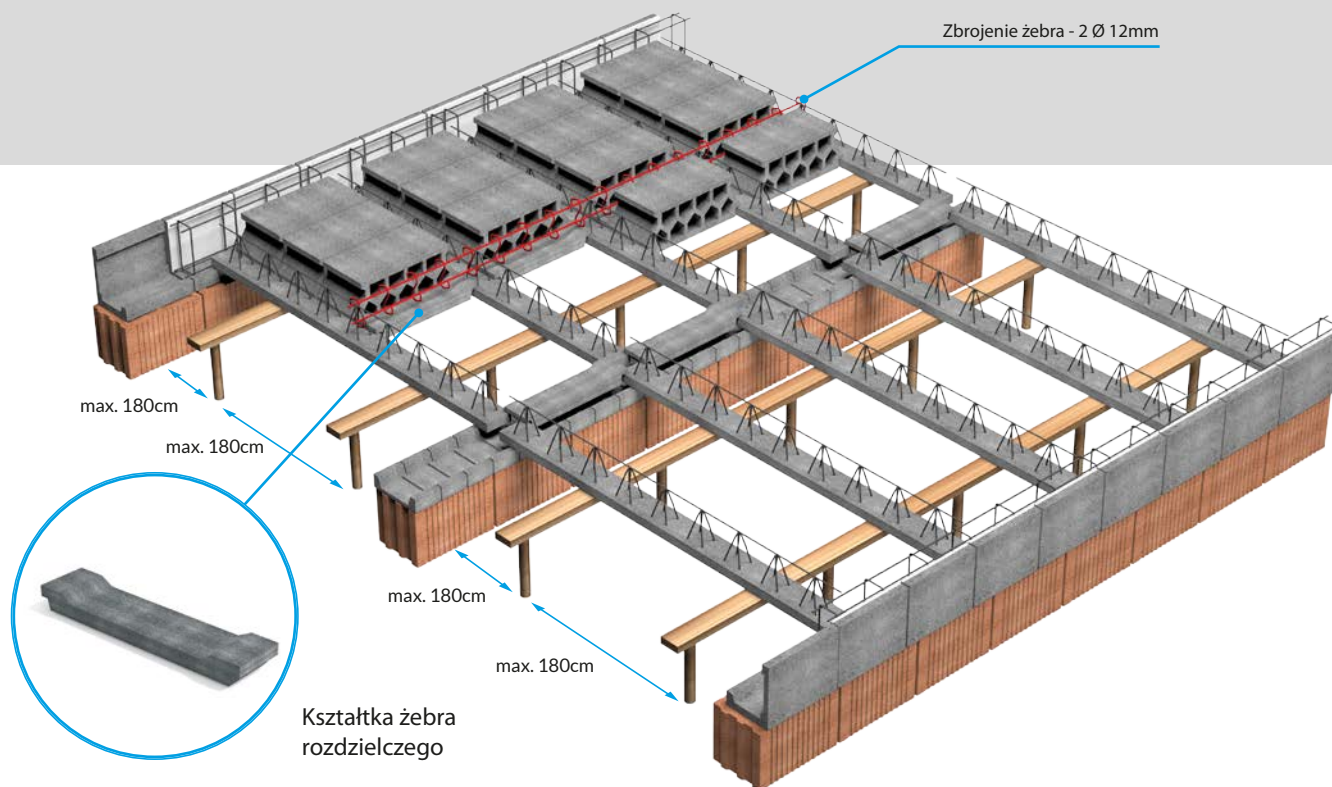 Zbrojenie żebra - 2 Ø 12mm
max. 180cm
max. 180cm
max. 180cm
max. 180cm
Kształtka żebra
rozdzielczego